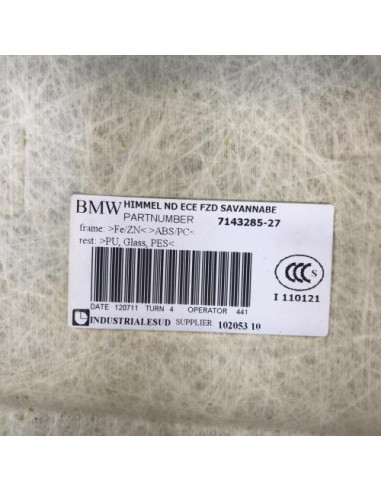 BMW HIMMEL ND ECE FZD SAVANNABE
PARTNUMBER 7143285-27
frame: >Fe/ZN< >ABS/PC<
rest: >PU, Glass, PES<
CCC S
I 110121
DATE 120711 TURN 4 OPERATOR 441
INDUSTRIALESUD SUPPLIER 102053 10